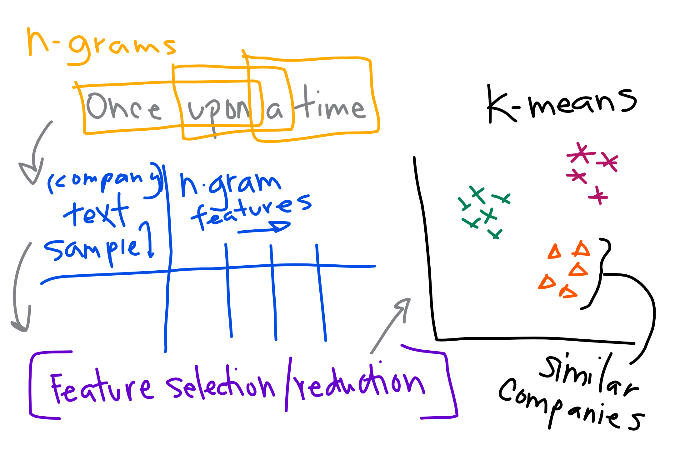 n-grams
Once upon a time
(company)
text
sample
n-gram
features
Feature selection/reduction
K-means
similar
companies